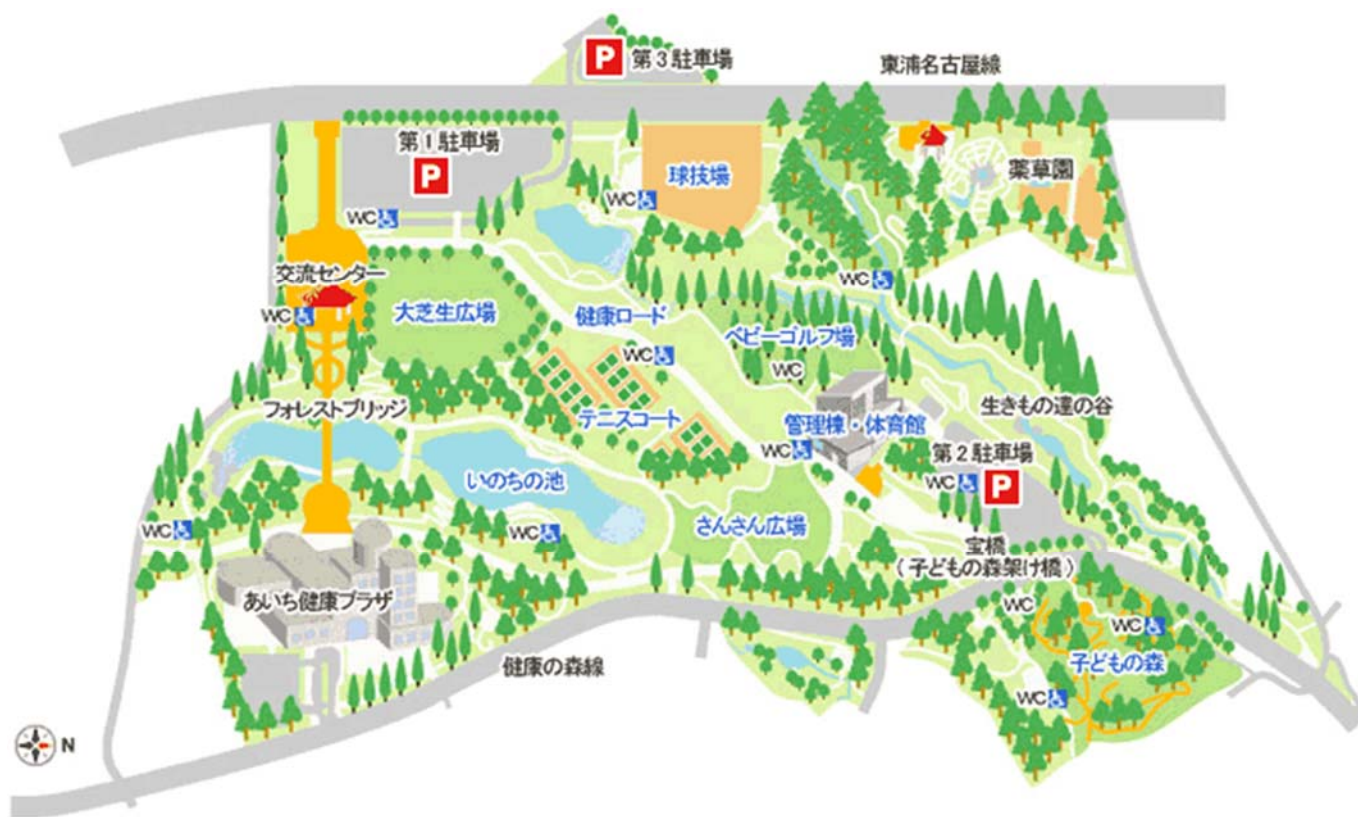 P 第3駐車場
東浦名古屋線
第1駐車場
P
球技場
薬草園
WC
WC
交流センター
WC
大芝生広場
健康ロード
WC
ベビーゴルフ場
WC
WC
フォレストブリッジ
テニスコート
管理棟・体育館
生きもの達の谷
WC
第2駐車場
WC P
いのちの池
さんさん広場
WC
WC
宝橋
(子どもの森架け橋)
あいち健康プラザ
WC
WC
子どもの森
健康の森線
WC
N